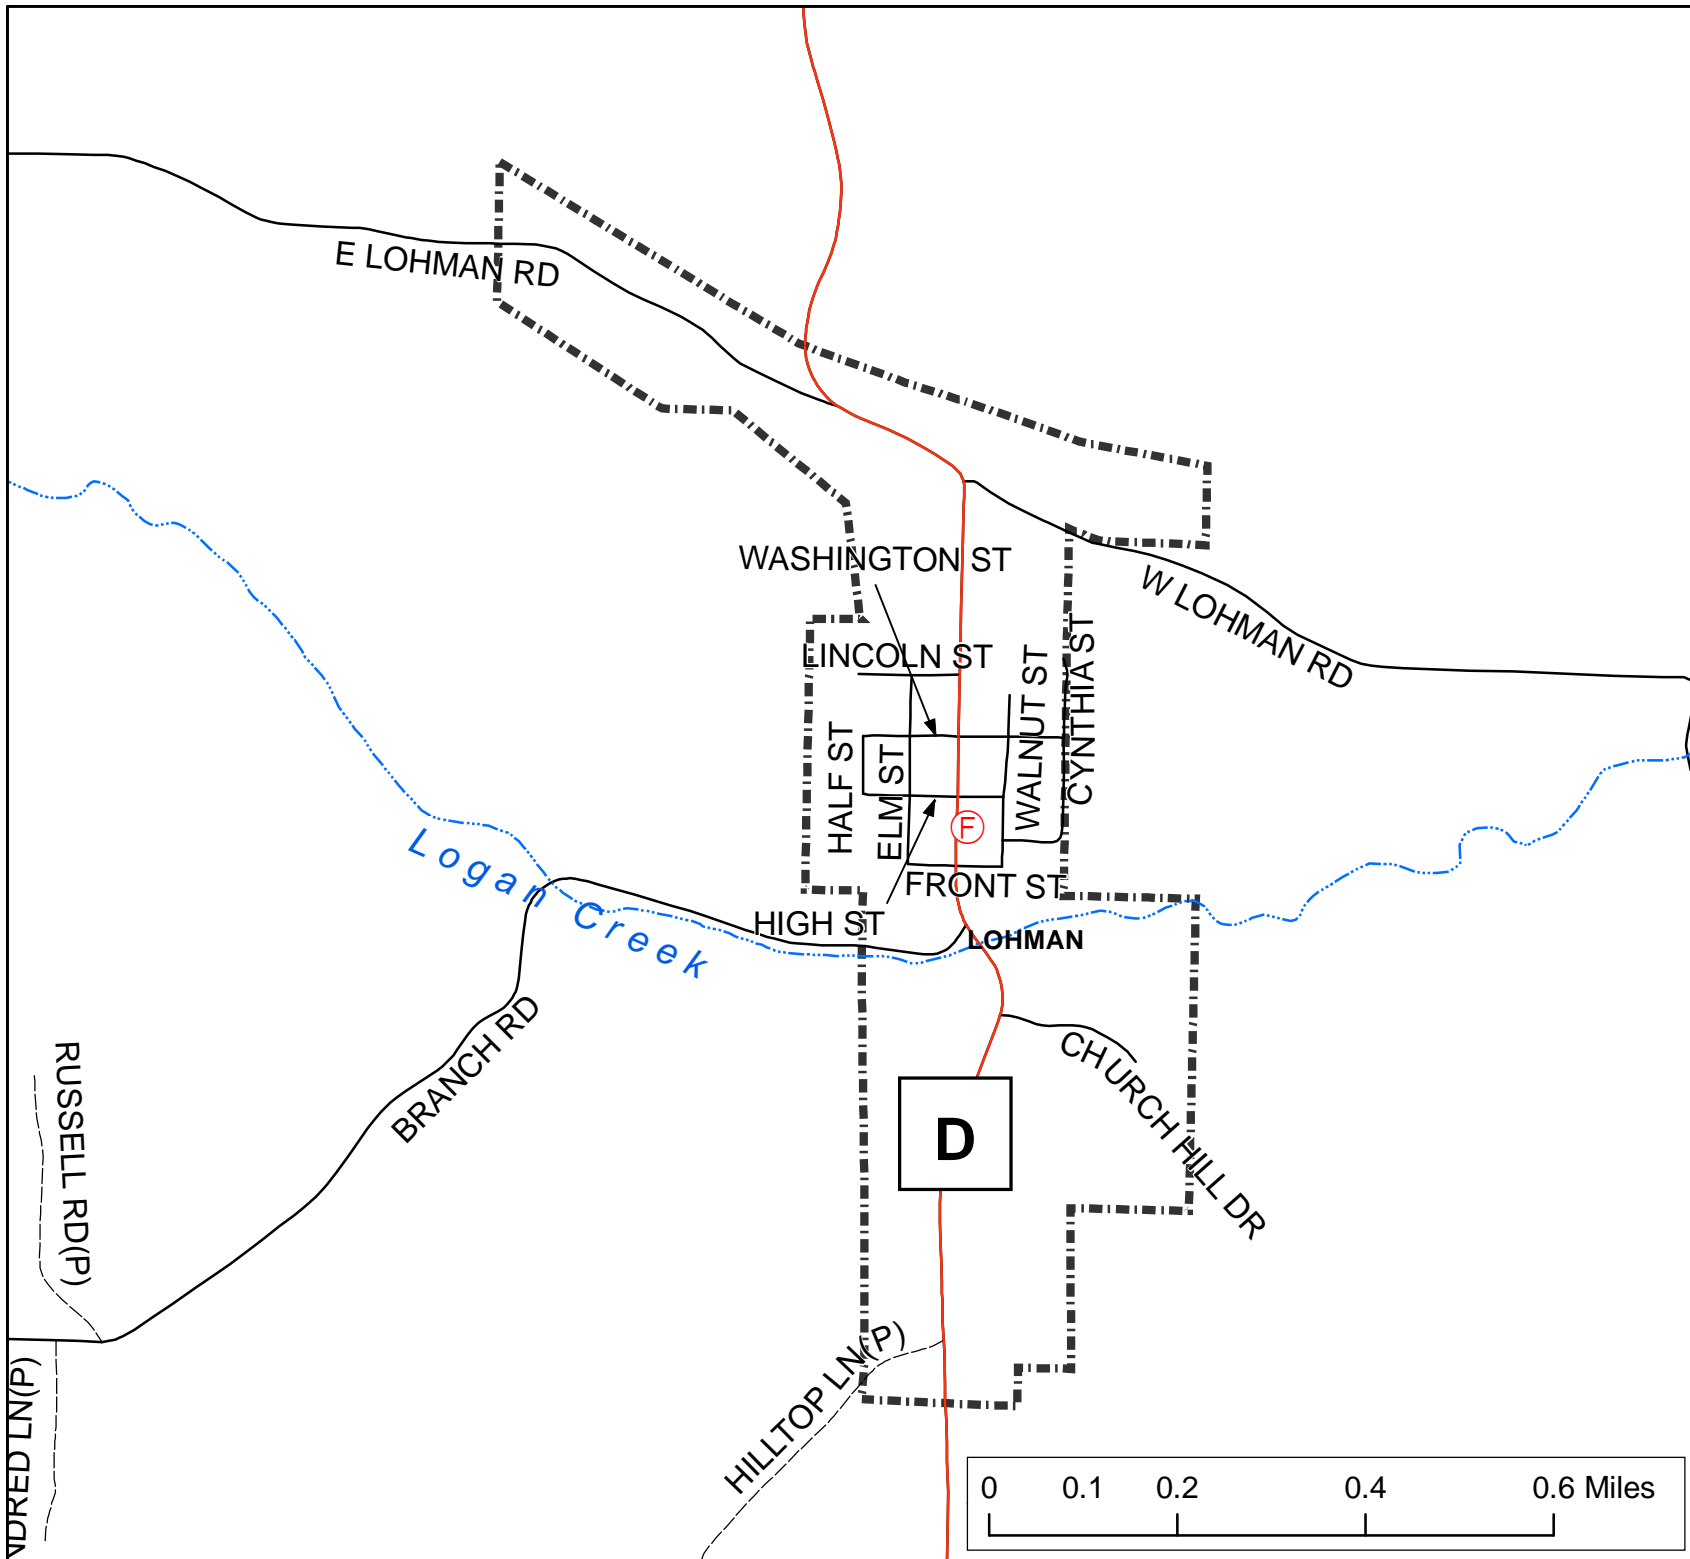 E LOHMAN RD
WASHINGTON ST
W LOHMAN RD
LINCOLN ST
CYNTHIA ST
WALNUT ST
HALF ST
ELM ST
F
Logan Creek
FRONT ST
HIGH ST
LOHMAN
BRANCH RD
CHURCH HILL DR
RUSSELL RD(P)
D
HILLTOP LN(P)
NDRED LN(P)
0 0.1 0.2 0.4 0.6 Miles